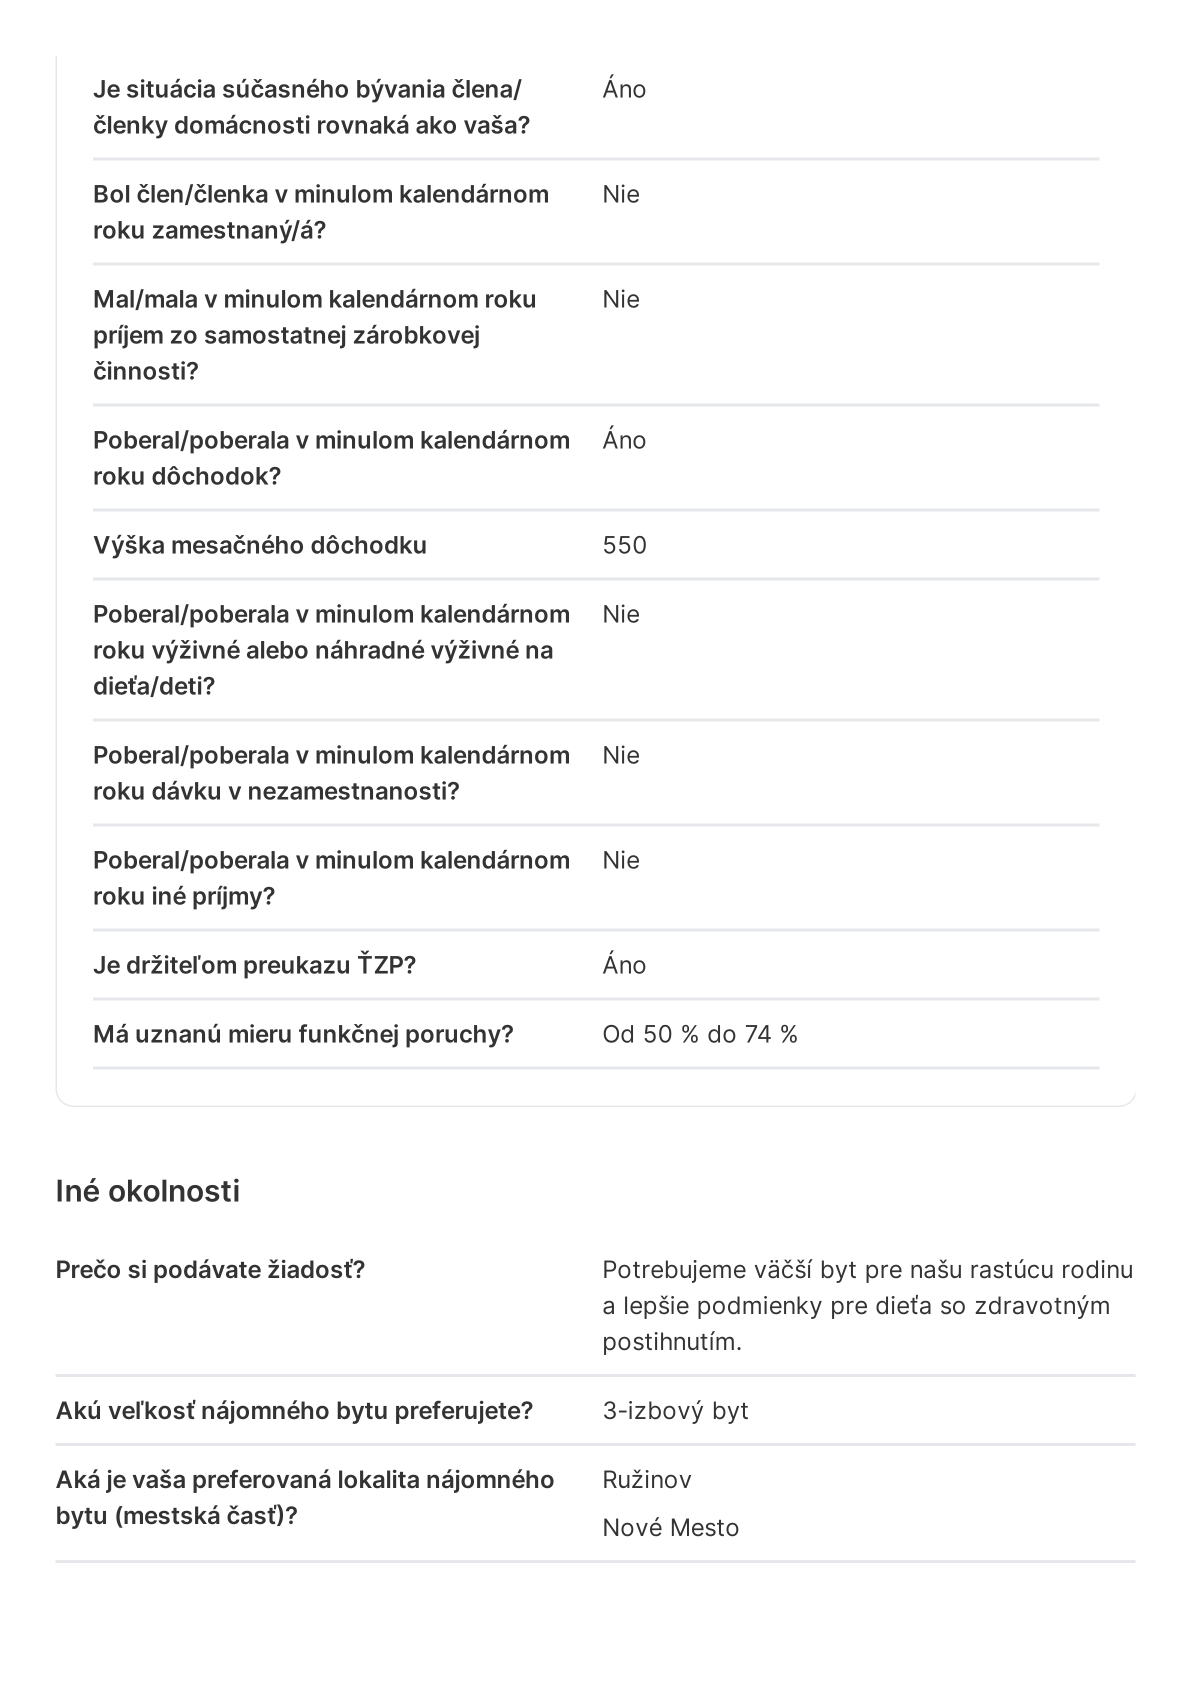 Je situácia súčasného bývania člena/
členky domácnosti rovnaká ako vaša?
Áno
Bol člen/členka v minulom kalendárnom
roku zamestnaný/á?
Nie
Mal/mala v minulom kalendárnom roku
príjem zo samostatnej zárobkovej
činnosti?
Nie
Poberal/poberala v minulom kalendárnom
roku dôchodok?
Áno
Výška mesačného dôchodku
550
Poberal/poberala v minulom kalendárnom
roku výživné alebo náhradné výživné na
dieťa/deti?
Nie
Poberal/poberala v minulom kalendárnom
roku dávku v nezamestnanosti?
Nie
Poberal/poberala v minulom kalendárnom
roku iné príjmy?
Nie
Je držiteľom preukazu ŤZP?
Áno
Má uznanú mieru funkčnej poruchy?
Od 50 % do 74 %
Iné okolnosti
Prečo si podávate žiadosť?
Potrebujeme väčší byt pre našu rastúcu rodinu
a lepšie podmienky pre dieťa so zdravotným
postihnutím.
Akú veľkosť nájomného bytu preferujete?
3-izbový byt
Aká je vaša preferovaná lokalita nájomného
bytu (mestská časť)?
Ružinov
Nové Mesto